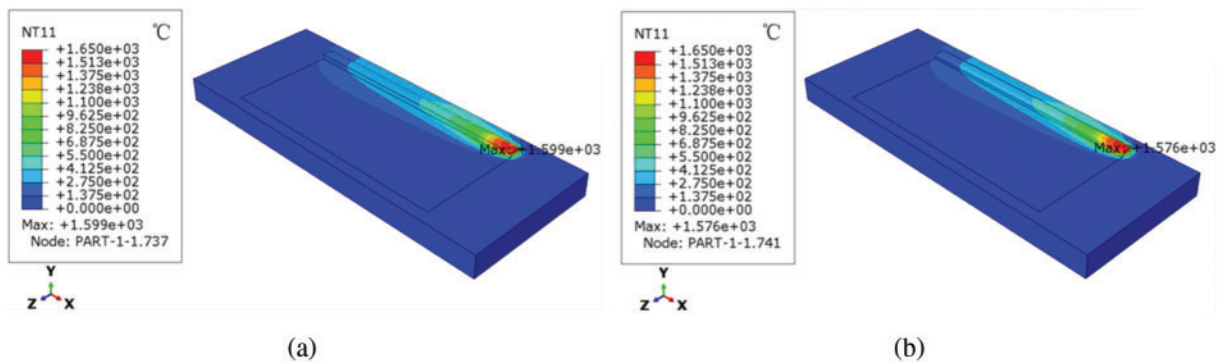 NT11 ℃
+1.650e+03
+1.513e+03
+1.375e+03
+1.238e+03
+1.100e+03
+9.625e+02
+8.250e+02
+6.875e+02
+5.500e+02
+4.125e+02
+2.750e+02
+1.375e+02
+0.000e+00
Max: +1.599e+03
Node: PART-1-1.737
Max: +1.599e+03
Y
Z X
(a)
NT11 ℃
+1.650e+03
+1.513e+03
+1.375e+03
+1.238e+03
+1.100e+03
+9.625e+02
+8.250e+02
+6.875e+02
+5.500e+02
+4.125e+02
+2.750e+02
+1.375e+02
+0.000e+00
Max: +1.576e+03
Node: PART-1-1.741
Max: +1.576e+03
Y
Z X
(b)